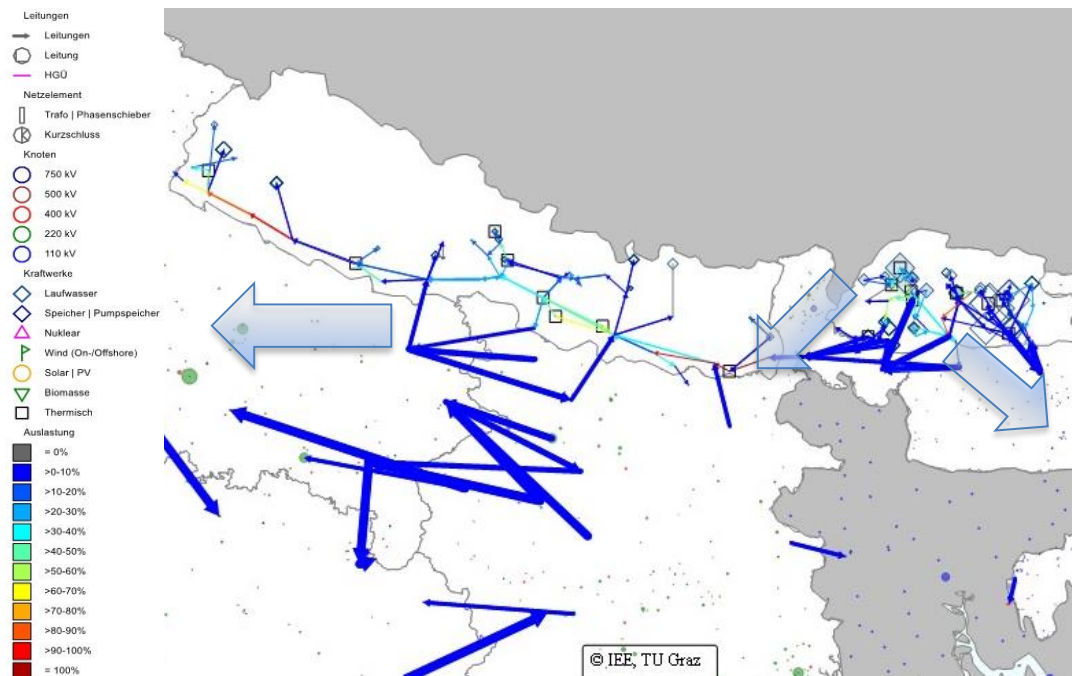 Leitungen
Leitungen
Leitung
HGÜ
Netzelement
Trafo | Phasenschieber
Kurzschluss
Knoten
750 kV
500 kV
400 kV
220 kV
110 kV
Kraftwerke
Laufwasser
Speicher | Pumpspeicher
Nuklear
Wind (On-/Offshore)
Solar | PV
Biomasse
Thermisch
Auslastung
= 0%
>0-10%
>10-20%
>20-30%
>30-40%
>40-50%
>50-60%
>60-70%
>70-80%
>80-90%
>90-100%
= 100%
© IEE, TU Graz